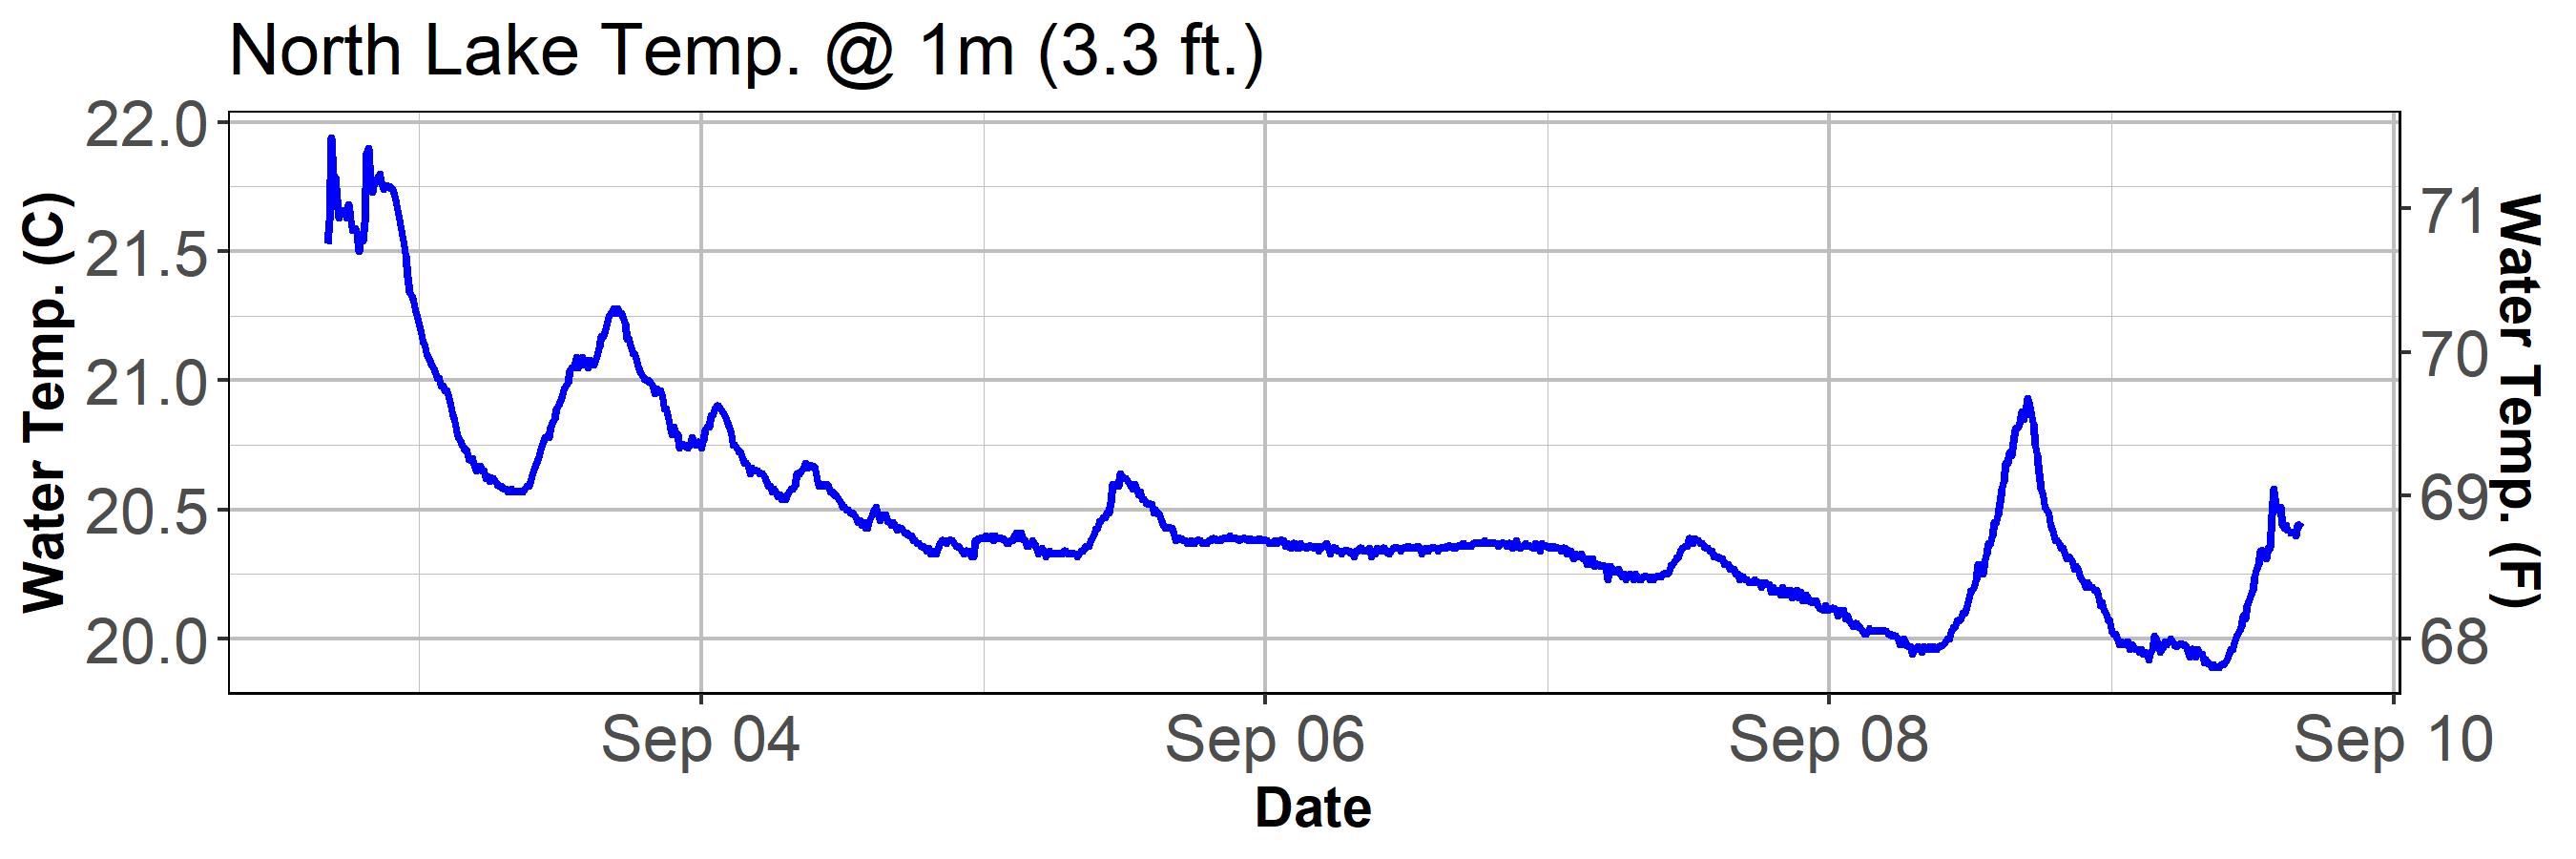 North Lake Temp. @ 1m (3.3 ft.)
22.0
21.5
21.0
20.5
20.0
Water Temp. (C)
71
70
69
68
Water Temp. (F)
Sep 04 Sep 06 Sep 08 Sep 10
Date